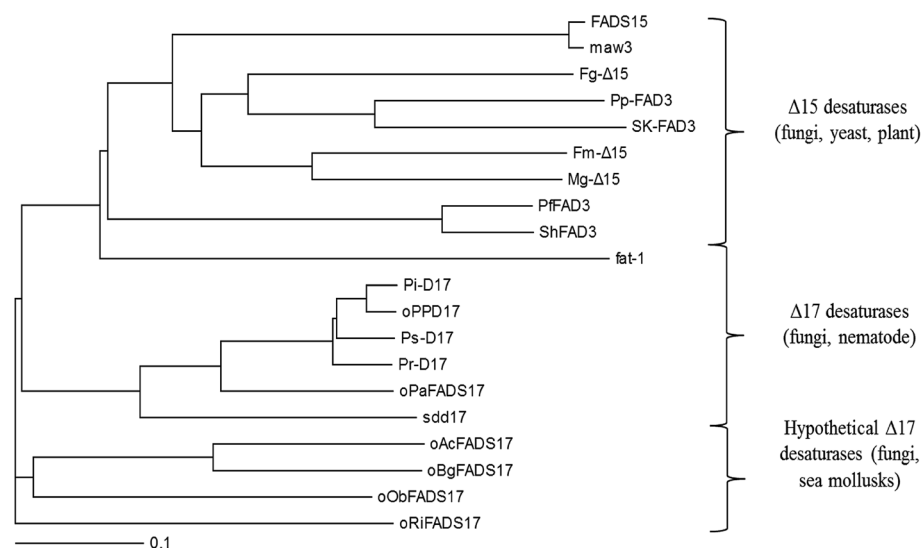 FADS15
maw3
Fg-Δ15
Pp-FAD3
SK-FAD3
Fm-Δ15
Mg-Δ15
PfFAD3
ShFAD3
fat-1
Pi-D17
oPPD17
Ps-D17
Pr-D17
oPaFADS17
sdd17
oAcFADS17
oBgFADS17
oObFADS17
oRiFADS17
0.1
Δ15 desaturases
(fungi, yeast, plant)
Δ17 desaturases
(fungi, nematode)
Hypothetical Δ17
desaturases (fungi,
sea mollusks)